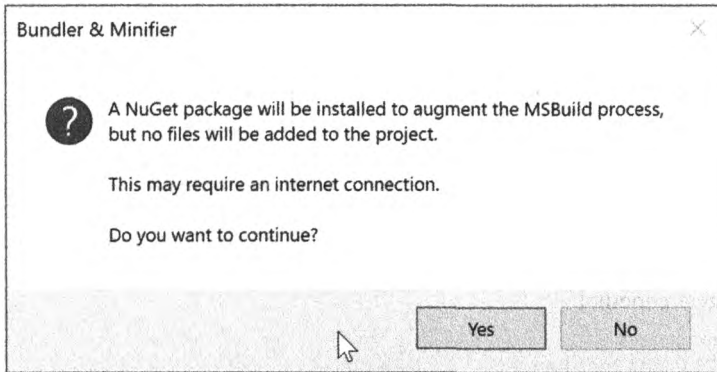 Bundler & Minifier
A NuGet package will be installed to augment the MSBuild process,
but no files will be added to the project.
This may require an internet connection.
Do you want to continue?
Yes
No